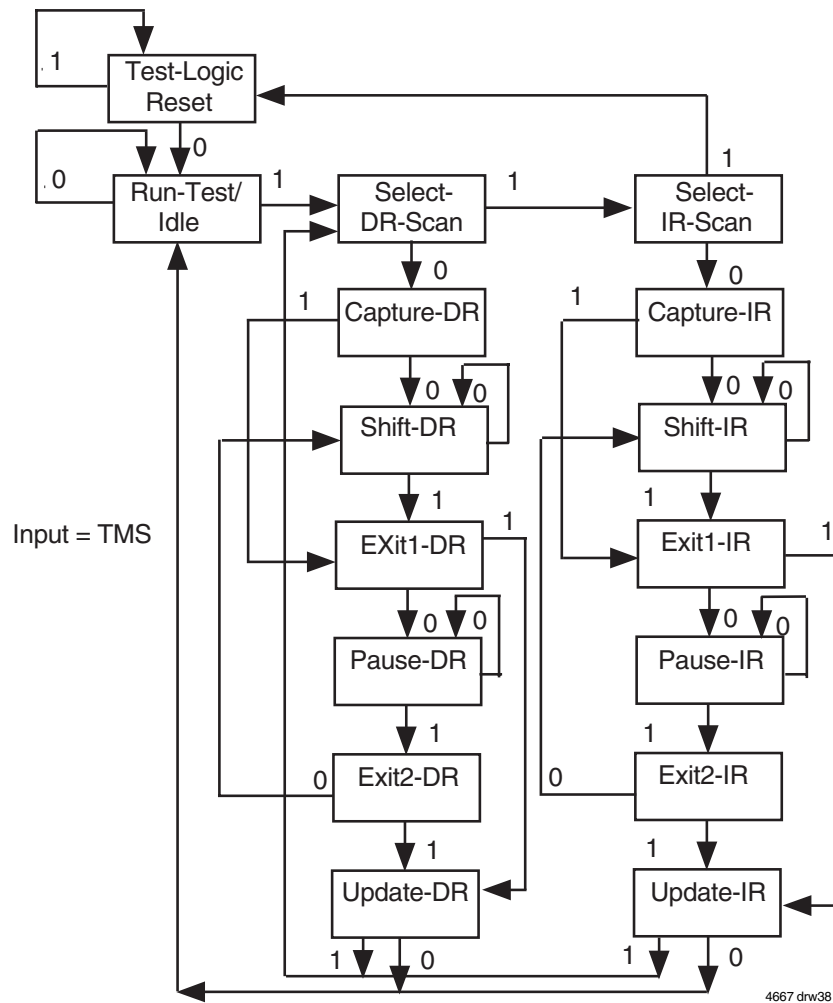 . 1
Test-Logic
Reset
0
1
. 0
Run-Test/
Idle
1
Select-
DR-Scan
1
Select-
IR-Scan
0
0
1
Capture-DR
1
Capture-IR
0
0
0
0
Shift-DR
Shift-IR
1
1
Input = TMS
EXit1-DR
1
Exit1-IR
1
0
0
0
0
Pause-DR
Pause-IR
1
1
0
Exit2-DR
0
Exit2-IR
1
1
Update-DR
Update-IR
1
0
1
0
4667 drw38